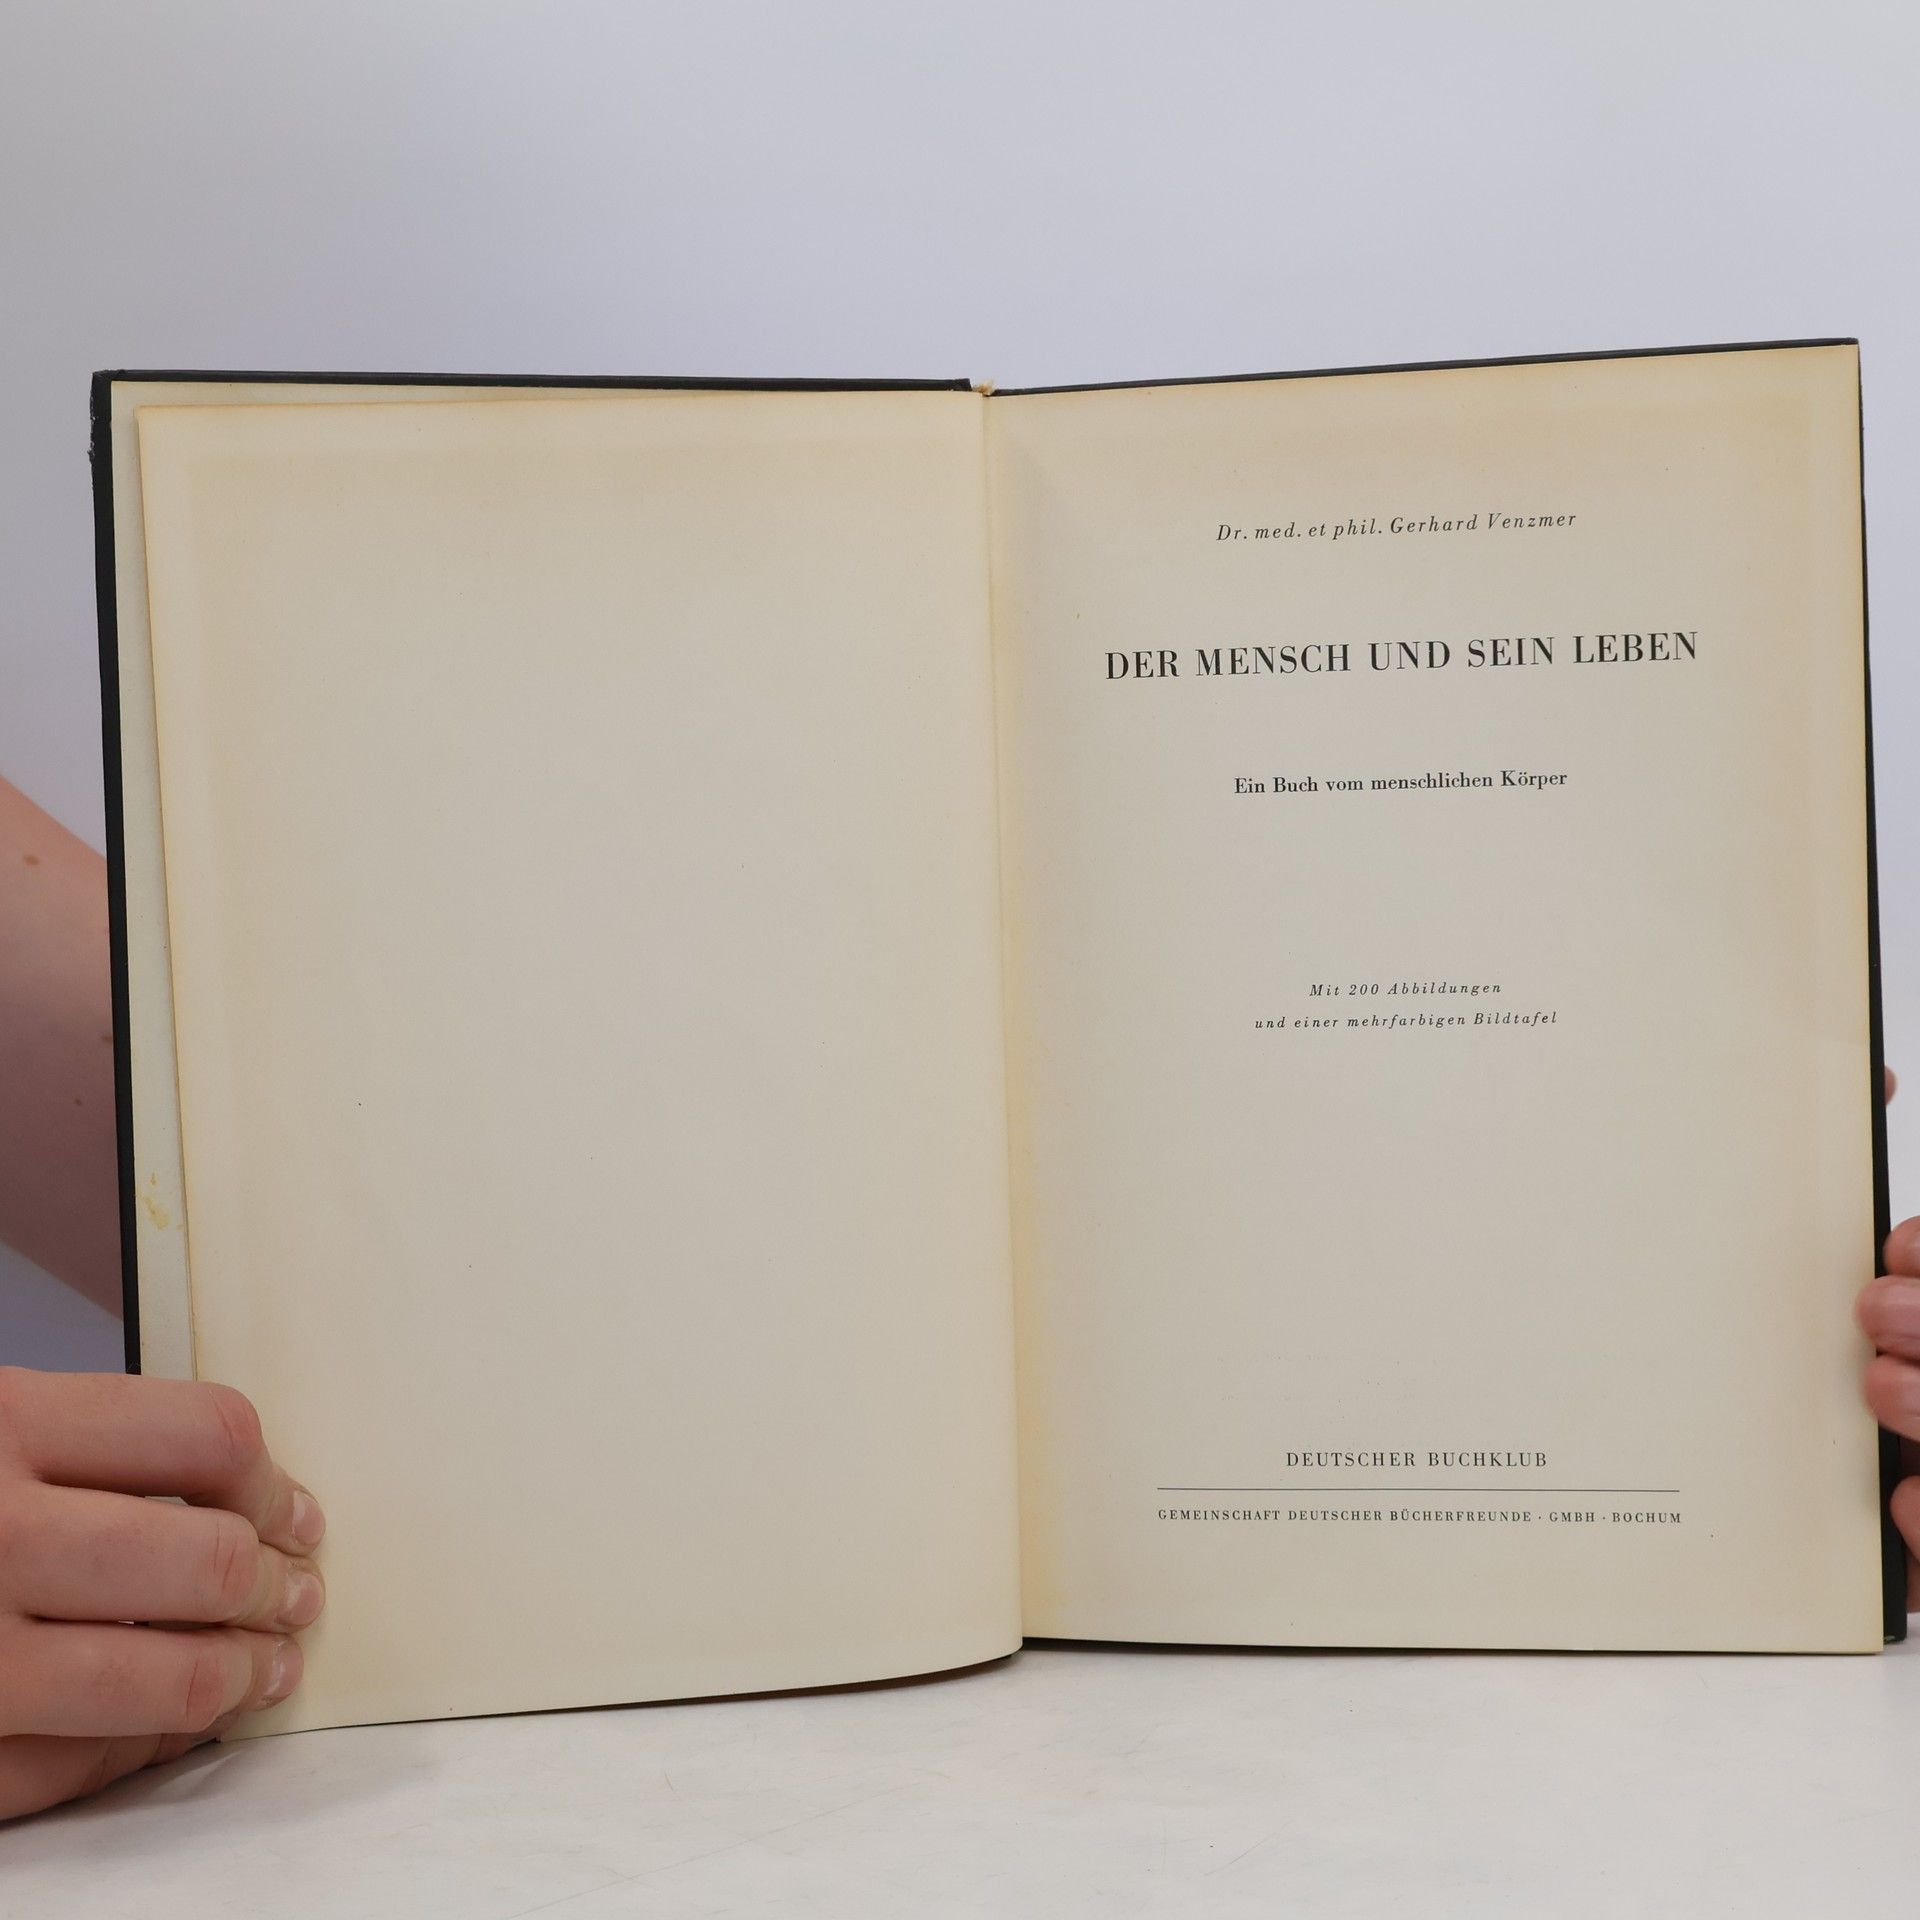 Dr. med. et phil. Gerhard Venzmer
DER MENSCH UND SEIN LEBEN
Ein Buch vom menschlichen Körper
Mit 200 Abbildungen
und einer mehrfarbigen Bildtafel
DEUTSCHER BUCHKLUB
GEMEINSCHAFT DEUTSCHER BÜCHERFREUNDE · GMBH · BOCHUM